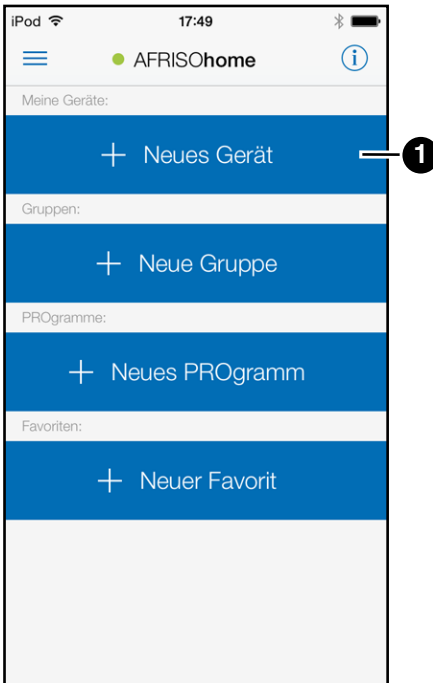 iPod 17:49
AFRISOhome
Meine Geräte:
+ Neues Gerät
1
Gruppen:
+ Neue Gruppe
PROgramme:
+ Neues PROgramm
Favoriten:
+ Neuer Favorit